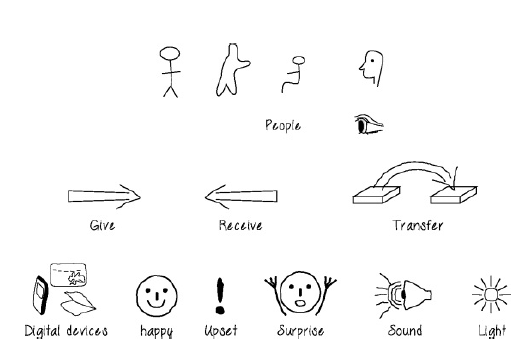 People
Give Receive Transfer
Digital devices happy Upset Surprise Sound Light